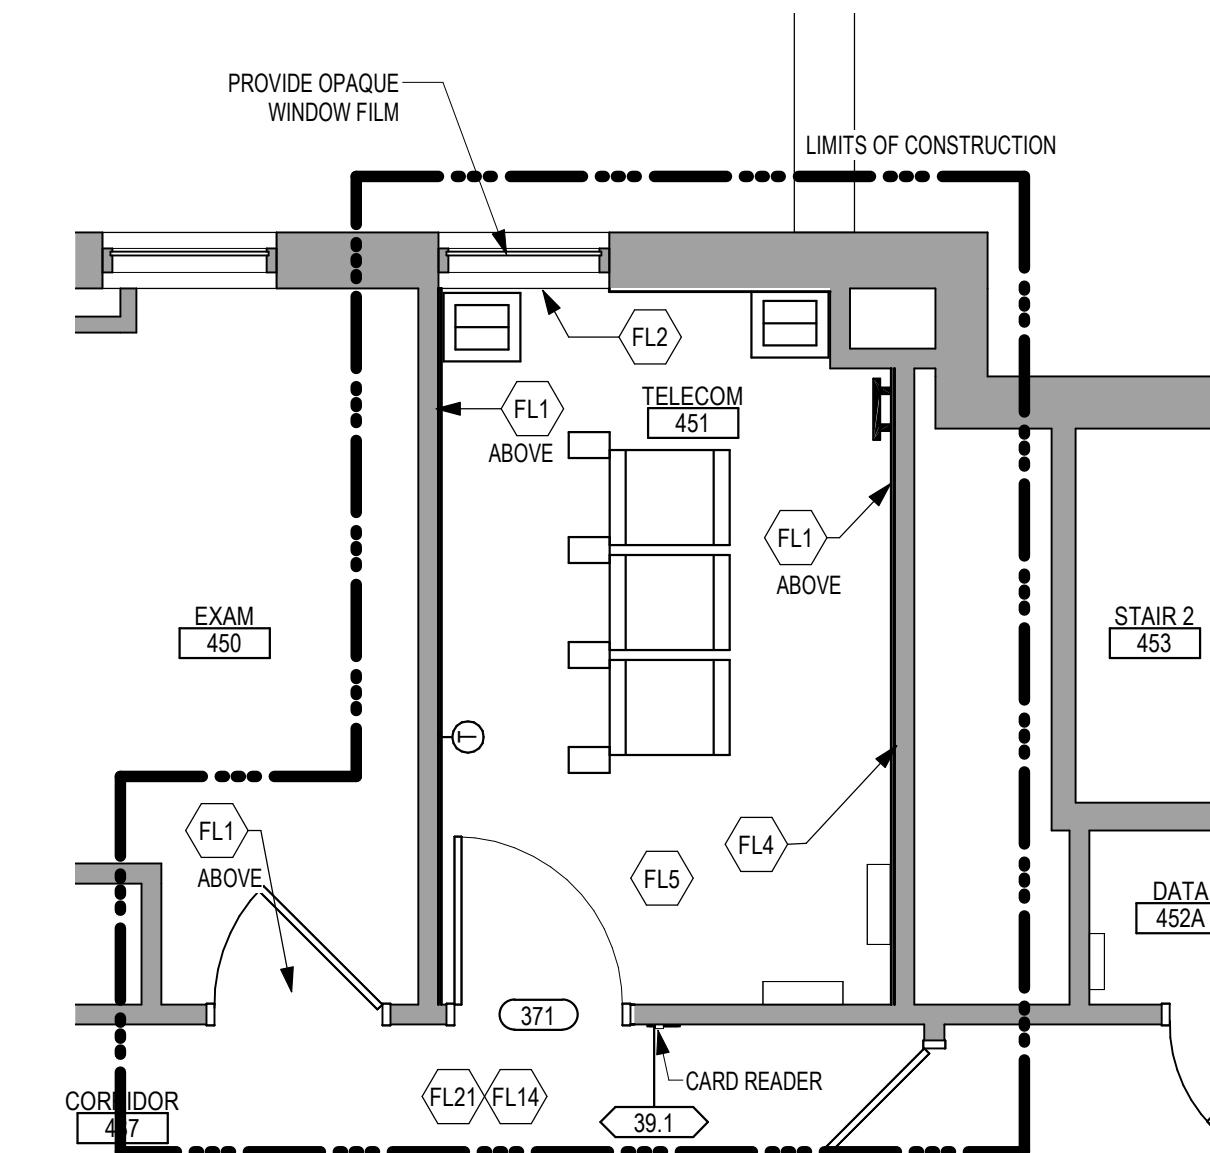 PROVIDE OPAQUE
WINDOW FILM
LIMITS OF CONSTRUCTION
FL2
FL1
ABOVE
TELECOM
451
FL1
ABOVE
EXAM
450
STAIR 2
453
T
FL1
ABOVE
FL4
FL5
DATA
452A
371
CARD READER
FL21
FL14
39.1
CORRIDOR